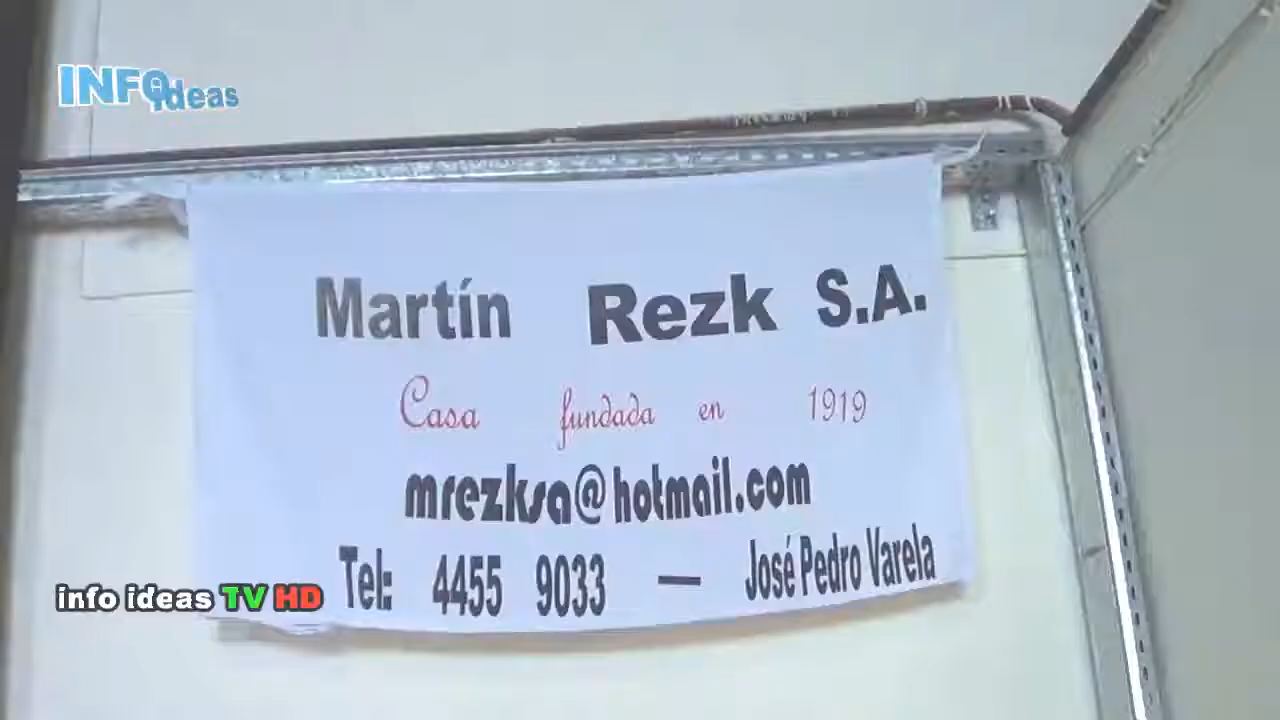 INFO ideas
Martín Rezk S.A.
Casa fundada en 1919
mrezksa@hotmail.com
Tel: 4455 9033 — José Pedro Varela
info ideas TV HD